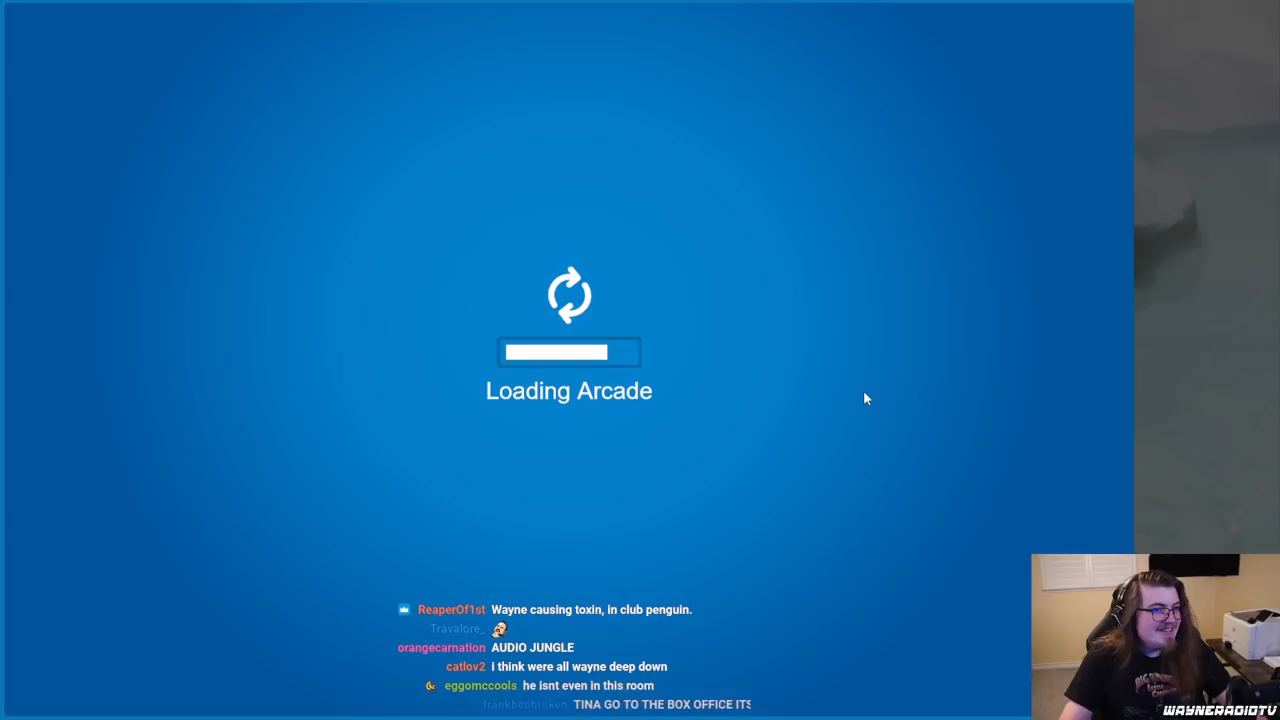 Loading Arcade
ReaperOf1st Wayne causing toxin, in club penguin.
Travalore_
orangecarnation AUDIO JUNGLE
catlov2 i think were all wayne deep down
eggomccools he isnt even in this room
frankbedbroken TINA GO TO THE BOX OFFICE ITS
WAYNERADIOTV